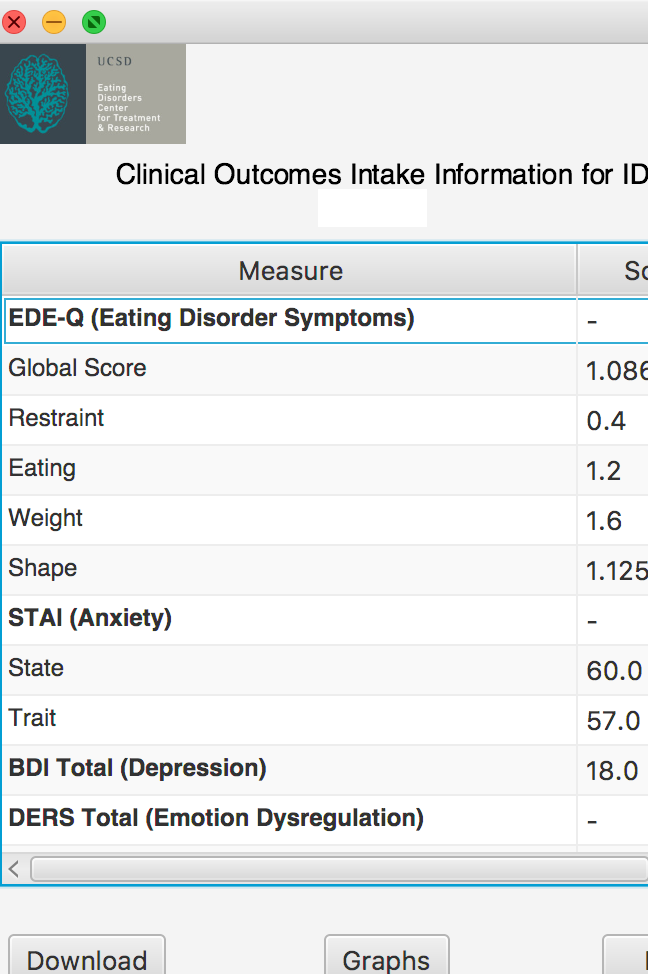 UCSD
Eating
Disorders
Center
for Treatment
& Research
Clinical Outcomes Intake Information for ID
Measure
EDE-Q (Eating Disorder Symptoms) -
Global Score 1.086
Restraint 0.4
Eating 1.2
Weight 1.6
Shape 1.125
STAI (Anxiety) -
State 60.0
Trait 57.0
BDI Total (Depression) 18.0
DERS Total (Emotion Dysregulation) -
Download Graphs